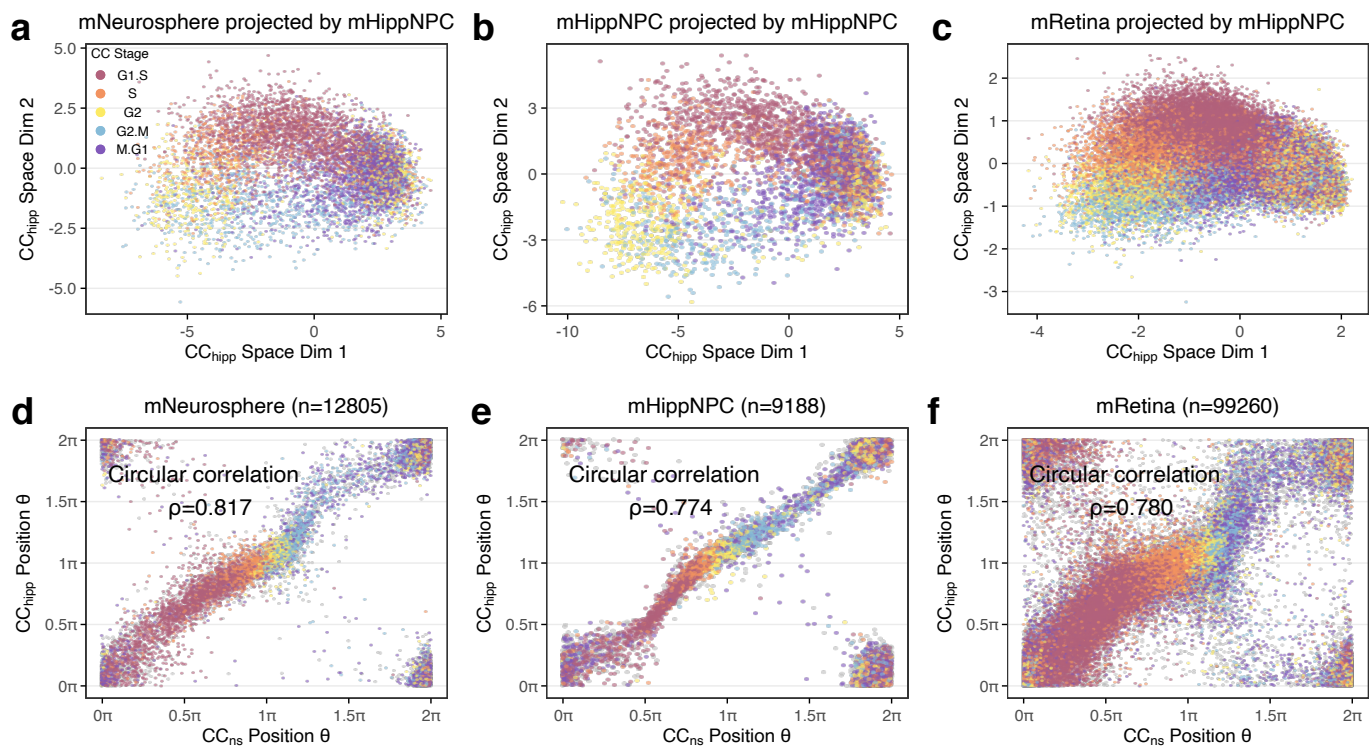 a
mNeurosphere projected by mHippNPC
CC Stage
G1.S
S
G2
G2.M
M.G1
5.0
2.5
0.0
-2.5
-5.0
CChipp Space Dim 2
-5
0
5
CChipp Space Dim 1
b
mHippNPC projected by mHippNPC
3
0
-3
-6
CChipp Space Dim 2
-10
-5
0
5
CChipp Space Dim 1
c
mRetina projected by mHippNPC
2
1
0
-1
-2
-3
CChipp Space Dim 2
-4
-2
0
2
CChipp Space Dim 1
d
mNeurosphere (n=12805)
Circular correlation
ρ=0.817
2π
1.5π
1π
0.5π
0π
CChipp Position θ
0π
0.5π
1π
1.5π
2π
CCns Position θ
e
mHippNPC (n=9188)
Circular correlation
ρ=0.774
2π
1.5π
1π
0.5π
0π
CChipp Position θ
0π
0.5π
1π
1.5π
2π
CCns Position θ
f
mRetina (n=99260)
Circular correlation
ρ=0.780
2π
1.5π
1π
0.5π
0π
CChipp Position θ
0π
0.5π
1π
1.5π
2π
CCns Position θ